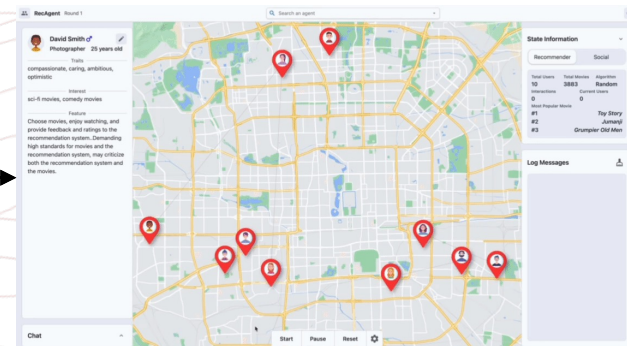 RecAgent Round 1
Search an agent
David Smith
Photographer 25 years old
Traits
compassionate, caring, ambitious,
optimistic
Interest
sci-fi movies, comedy movies
Feature
Choose movies, enjoy watching, and
provide feedback and ratings to the
recommendation system. Demanding
high standards for movies and the
recommendation system, may criticize
both the recommendation system and
the movies.
Chat
Start Pause Reset
State Information
Recommender Social
Total Users Total Movies Algorithm
10 3883 Random
Interactions Current Users
0 0
Most Popular Movie
#1 Toy Story
#2 Jumanji
#3 Grumpier Old Men
Log Messages